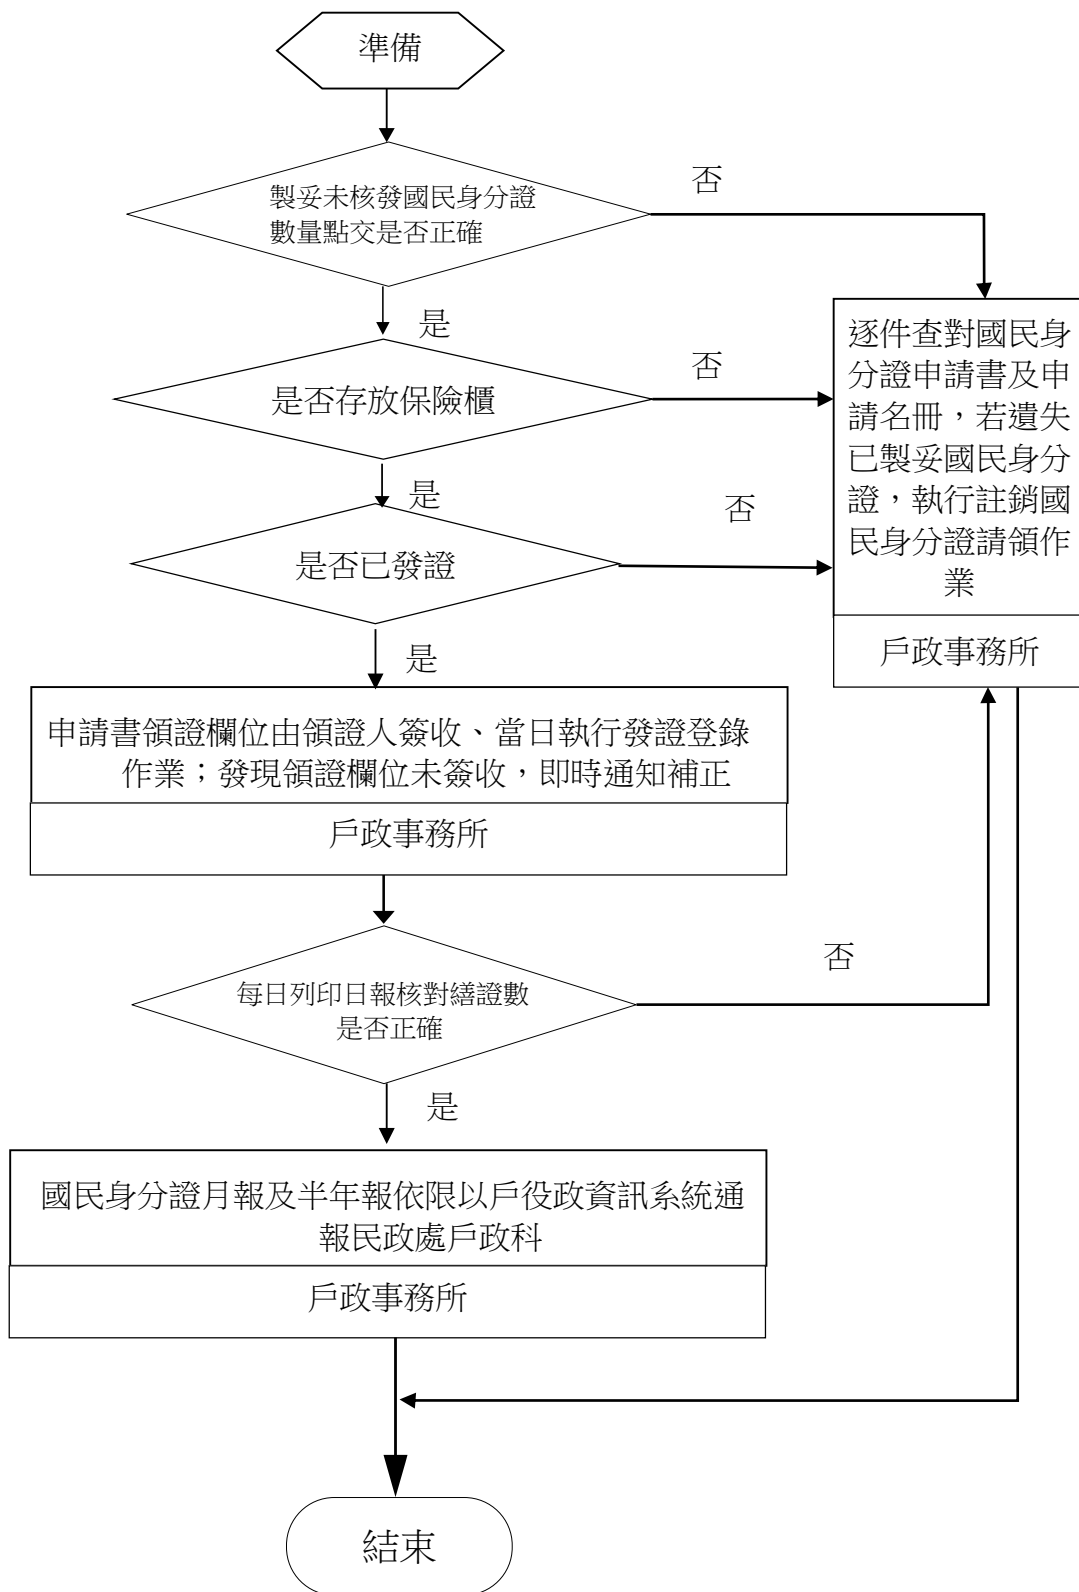 準備
製妥未核發國民身分證
數量點交是否正確
否
是
是否存放保險櫃
否
逐件查對國民身
分證申請書及申
請名冊，若遺失
已製妥國民身分
證，執行註銷國
民身分證請領作
業
戶政事務所
是
是否已發證
否
是
申請書領證欄位由領證人簽收、當日執行發證登錄
作業；發現領證欄位未簽收，即時通知補正
戶政事務所
每日列印日報核對繕證數
是否正確
否
是
國民身分證月報及半年報依限以戶役政資訊系統通
報民政處戶政科
戶政事務所
結束